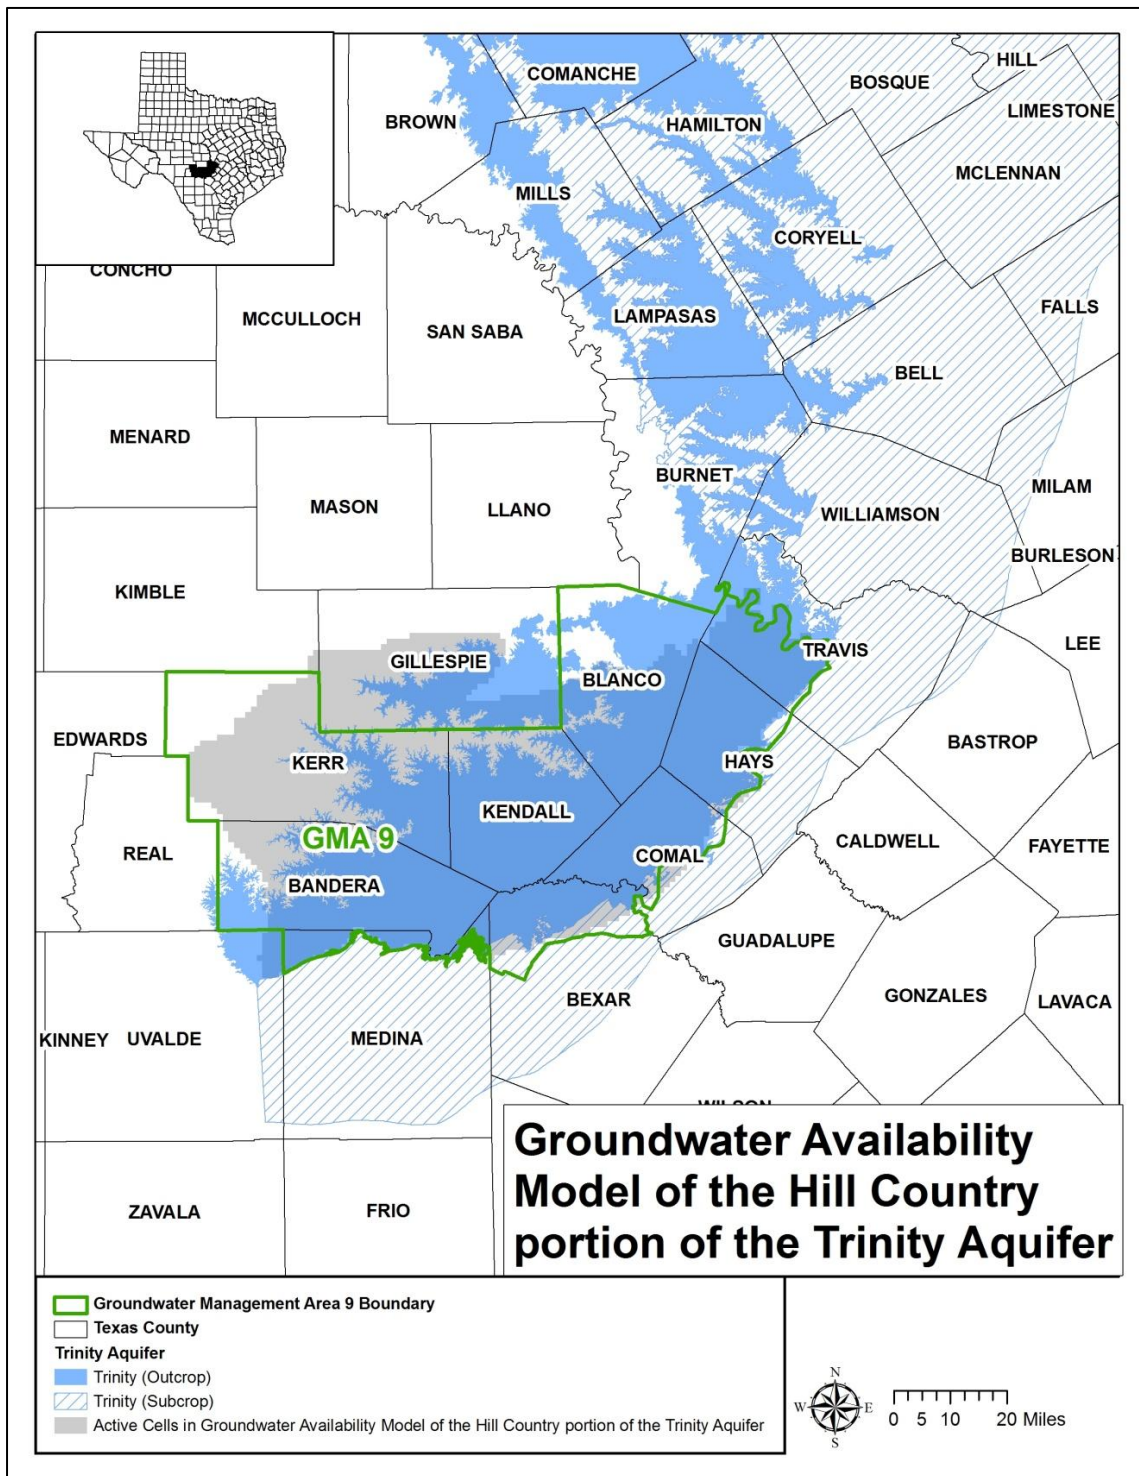 COMANCHE
HILL
BOSQUE
BROWN
HAMILTON
LIMESTONE
MCLENNAN
MILLS
CORYELL
CONCHO
MCCULLOCH
SAN SABA
LAMPASAS
FALLS
BELL
MENARD
BURNET
MILAM
MASON
LLANO
WILLIAMSON
BURLESON
KIMBLE
LEE
GILLESPIE
TRAVIS
BLANCO
EDWARDS
BASTROP
KERR
HAYS
KENDALL
GMA 9
CALDWELL
REAL
FAYETTE
COMAL
BANDERA
GUADALUPE
BEXAR
GONZALES
LAVACA
KINNEY
UVALDE
MEDINA
WILSON
ZAVALA
FRIO
Groundwater Availability
Model of the Hill Country
portion of the Trinity Aquifer
Groundwater Management Area 9 Boundary
Texas County
Trinity Aquifer
Trinity (Outcrop)
Trinity (Subcrop)
Active Cells in Groundwater Availability Model of the Hill Country portion of the Trinity Aquifer
N
W E
S
0 5 10 20 Miles